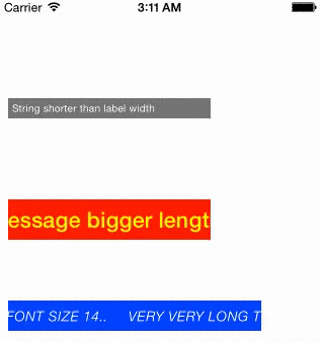 Carrier 3:11 AM
String shorter than label width
essage bigger lengt
FONT SIZE 14.. VERY VERY LONG T